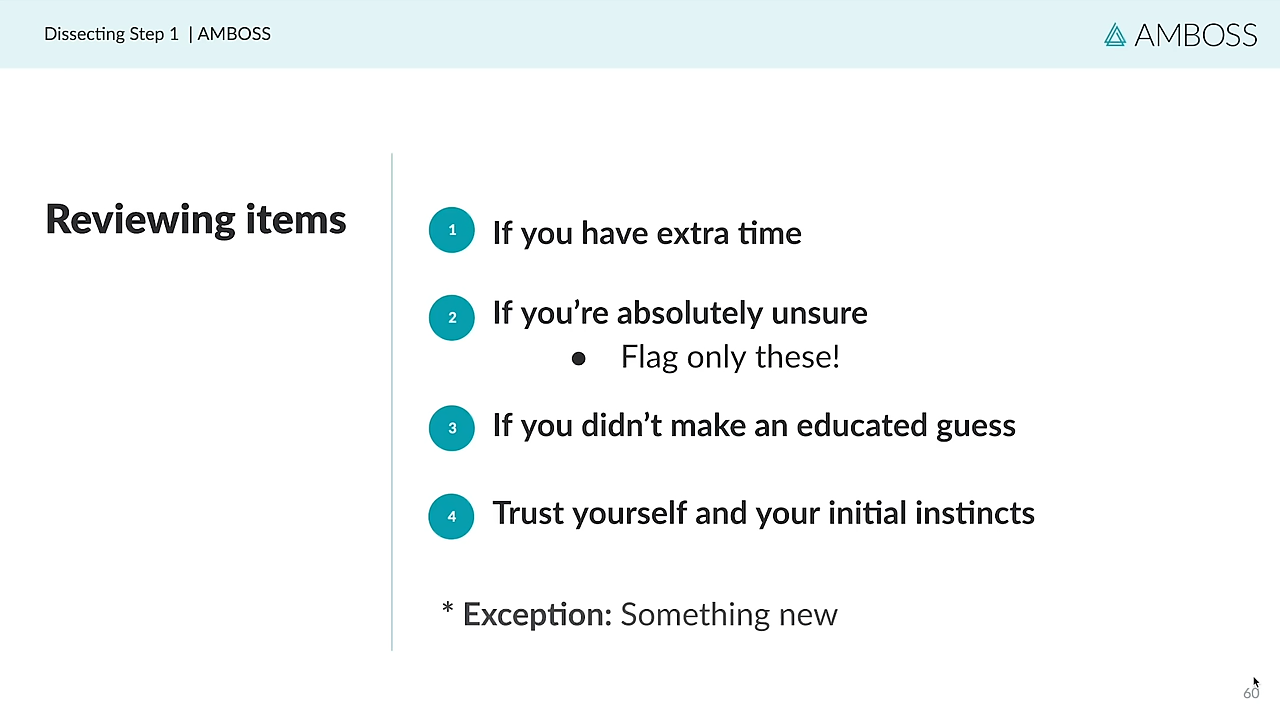 Dissecting Step 1 | AMBOSS
AMBOSS
Reviewing items
1 If you have extra time
2 If you’re absolutely unsure
● Flag only these!
3 If you didn’t make an educated guess
4 Trust yourself and your initial instincts
* Exception: Something new
60